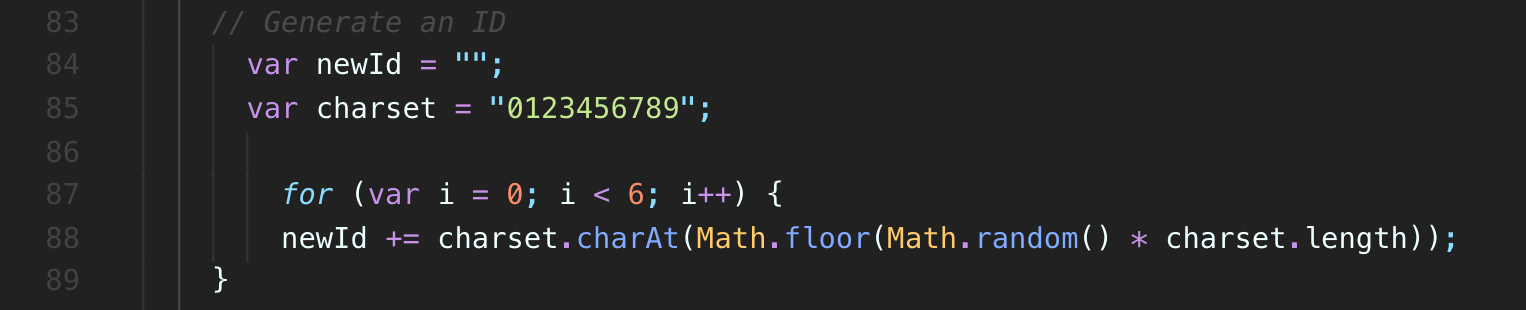 83 // Generate an ID
84 var newId = "";
85 var charset = "0123456789";
86
87 for (var i = 0; i < 6; i++) {
88 newId += charset.charAt(Math.floor(Math.random() * charset.length));
89 }